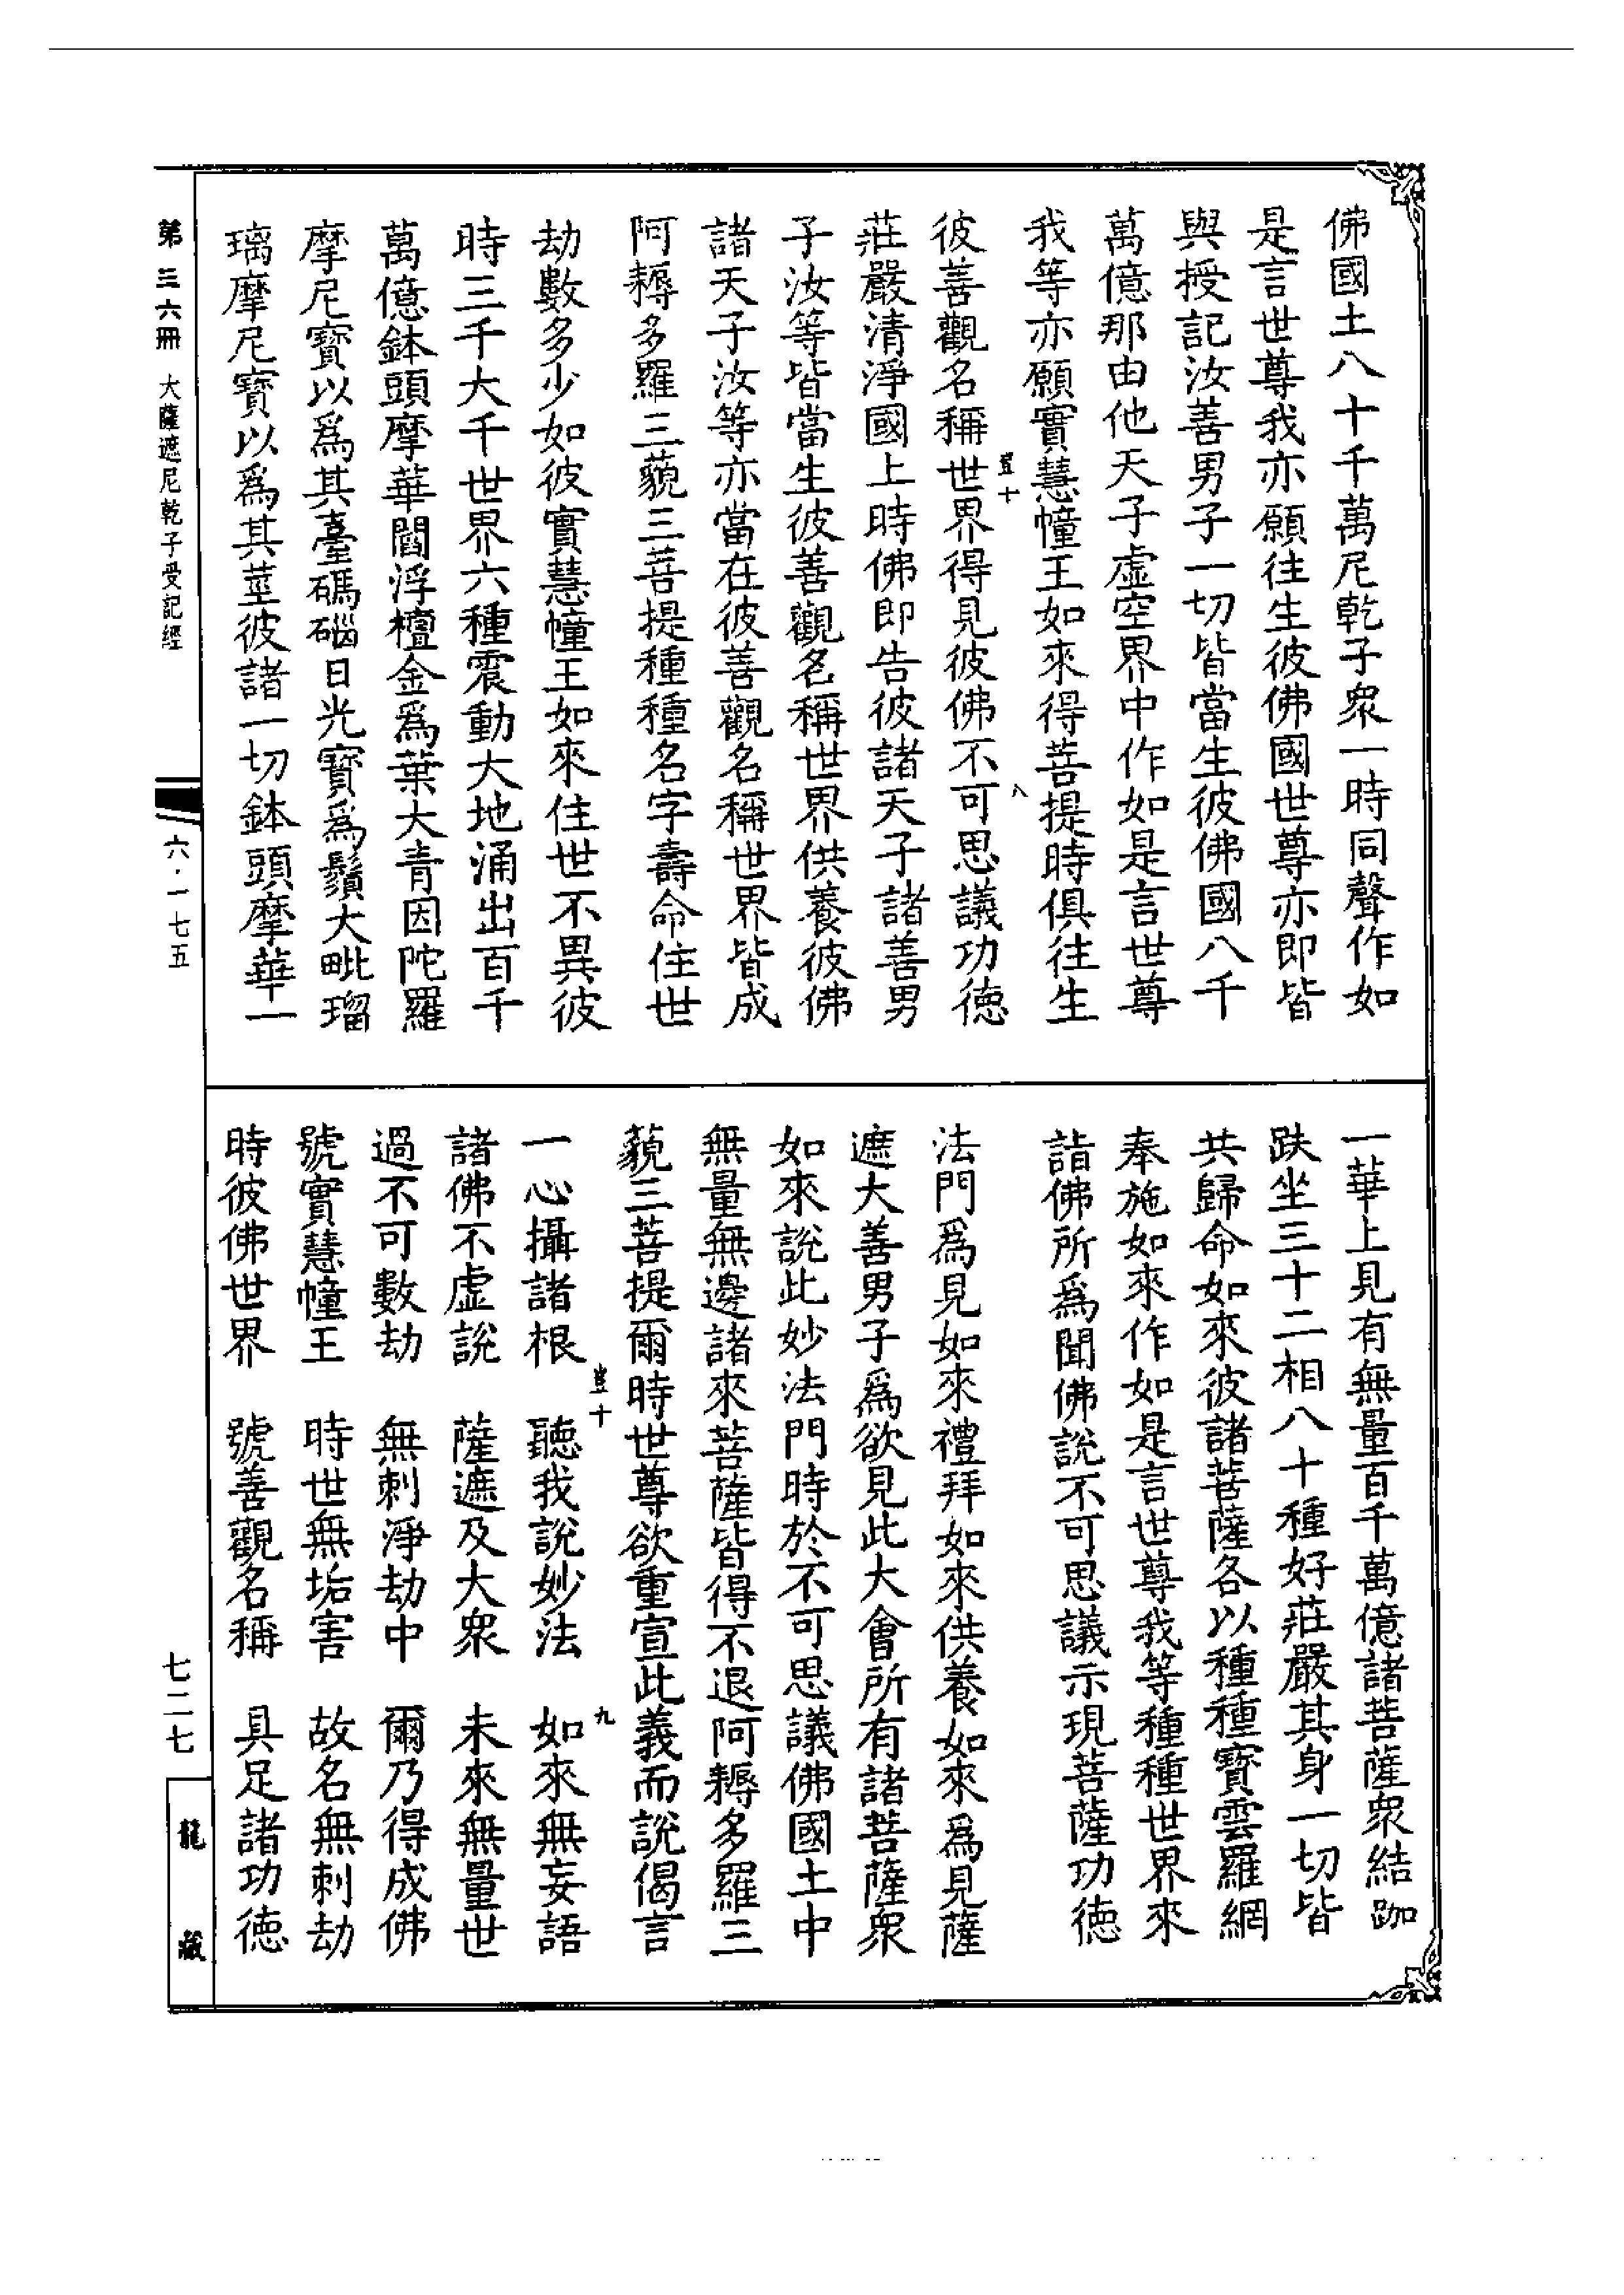 佛國土八十千萬尼乾子眾一時同聲作如
是言世尊我亦願往生彼佛國世尊亦即皆
與授記汝善男子一切皆當生彼佛國八千
萬億那由他天子虛空界中作如是言世尊
我等亦願實慧幢王如來得菩提時俱往生
豈十
八
彼善觀名稱世界得見彼佛不可思議功德
莊嚴清淨國土時佛即告彼諸天子諸善男
子汝等皆當生彼善觀名稱世界供養彼佛
諸天子汝等亦當在彼善觀名稱世界皆成
阿耨多羅三藐三菩提種種名字壽命住世
劫數多少如彼實慧幢王如來住世不異彼
時三千大千世界六種震動大地涌出百千
萬億鉢頭摩華閻浮檀金為葉大青因陀羅
摩尼寶以為其臺碼碯日光寶為鬚大毗瑠
璃摩尼寶以為其莖彼諸一切鉢頭摩華一
一華上見有無量百千萬億諸菩薩眾結跏
趺坐三十二相八十種好莊嚴其身一切皆
共歸命如來彼諸菩薩各以種種寶雲羅網
奉施如來作如是言世尊我等種種世界來
詣佛所為聞佛說不可思議示現菩薩功德
法門為見如來禮拜如來供養如來為見薩
遮大善男子為欲見此大會所有諸菩薩眾
如來說此妙法門時於不可思議佛國土中
無量無邊諸來菩薩皆得不退阿耨多羅三
藐三菩提爾時世尊欲重宣此義而說偈言
豈十
九
一心攝諸根　聽我說妙法　如來無妄語
諸佛不虛說　薩遮及大眾　未來無量世
過不可數劫　無刺淨劫中　爾乃得成佛
號實慧幢王　時世無垢害　故名無刺劫
時彼佛世界　號善觀名稱　具足諸功德
第三六冊　大薩遮尼乾子受記經
六·一七五
七二七
龍藏